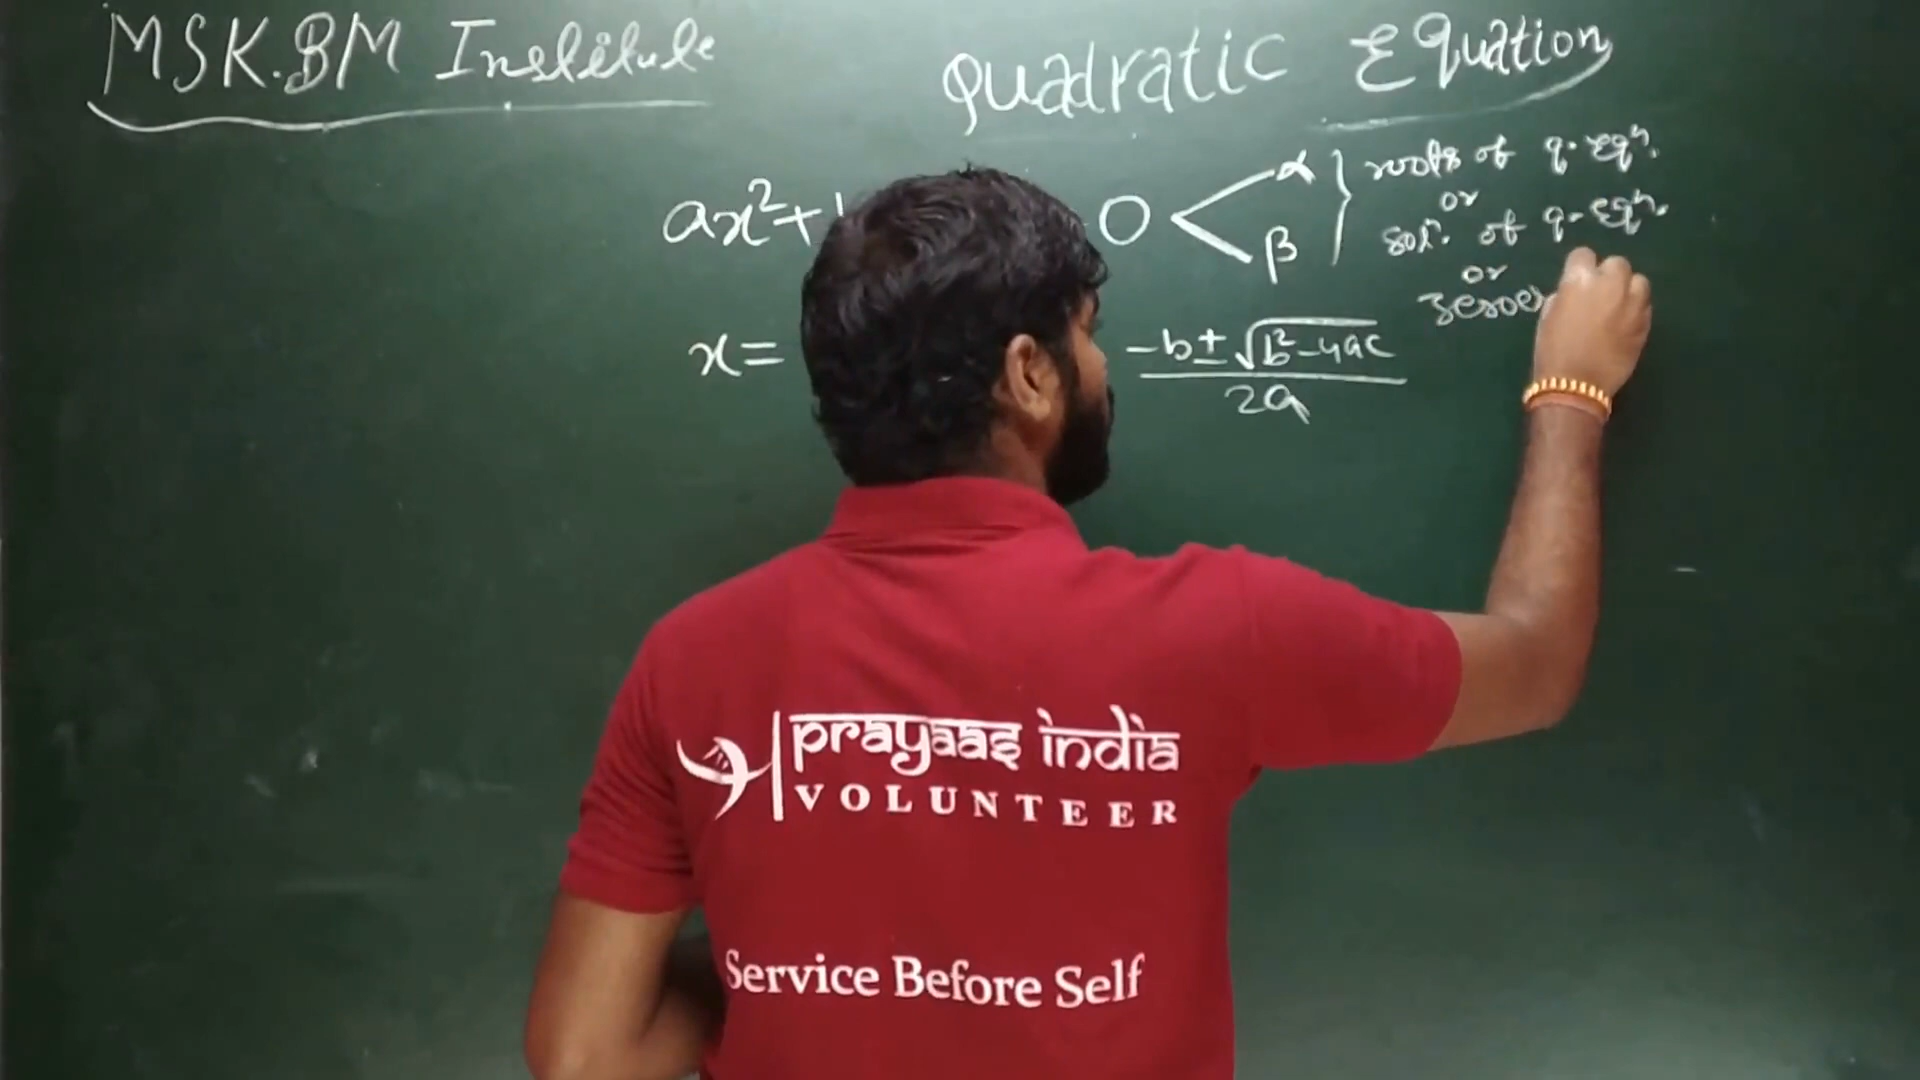 MSK.BM Institute
Quadratic Equation
ax²+
0 < α } roots of q. Eqⁿ.
or
β solⁿ. of q. Eqⁿ.
or
zeroes
x= -b ± √b²-4ac
2a
prayaas india
VOLUNTEER
Service Before Self